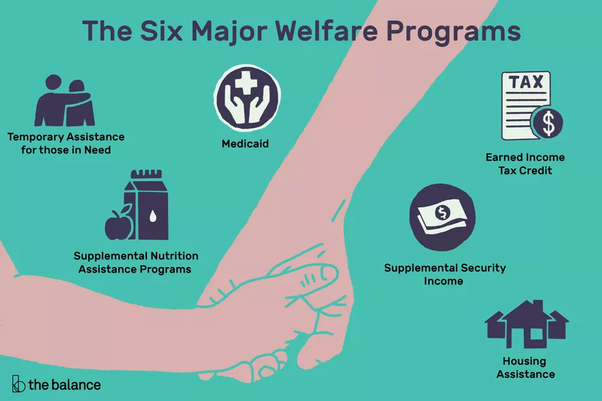 The Six Major Welfare Programs
Temporary Assistance
for those in Need
Medicaid
TAX
$
Earned Income
Tax Credit
Supplemental Nutrition
Assistance Programs
$
Supplemental Security
Income
Housing
Assistance
the balance